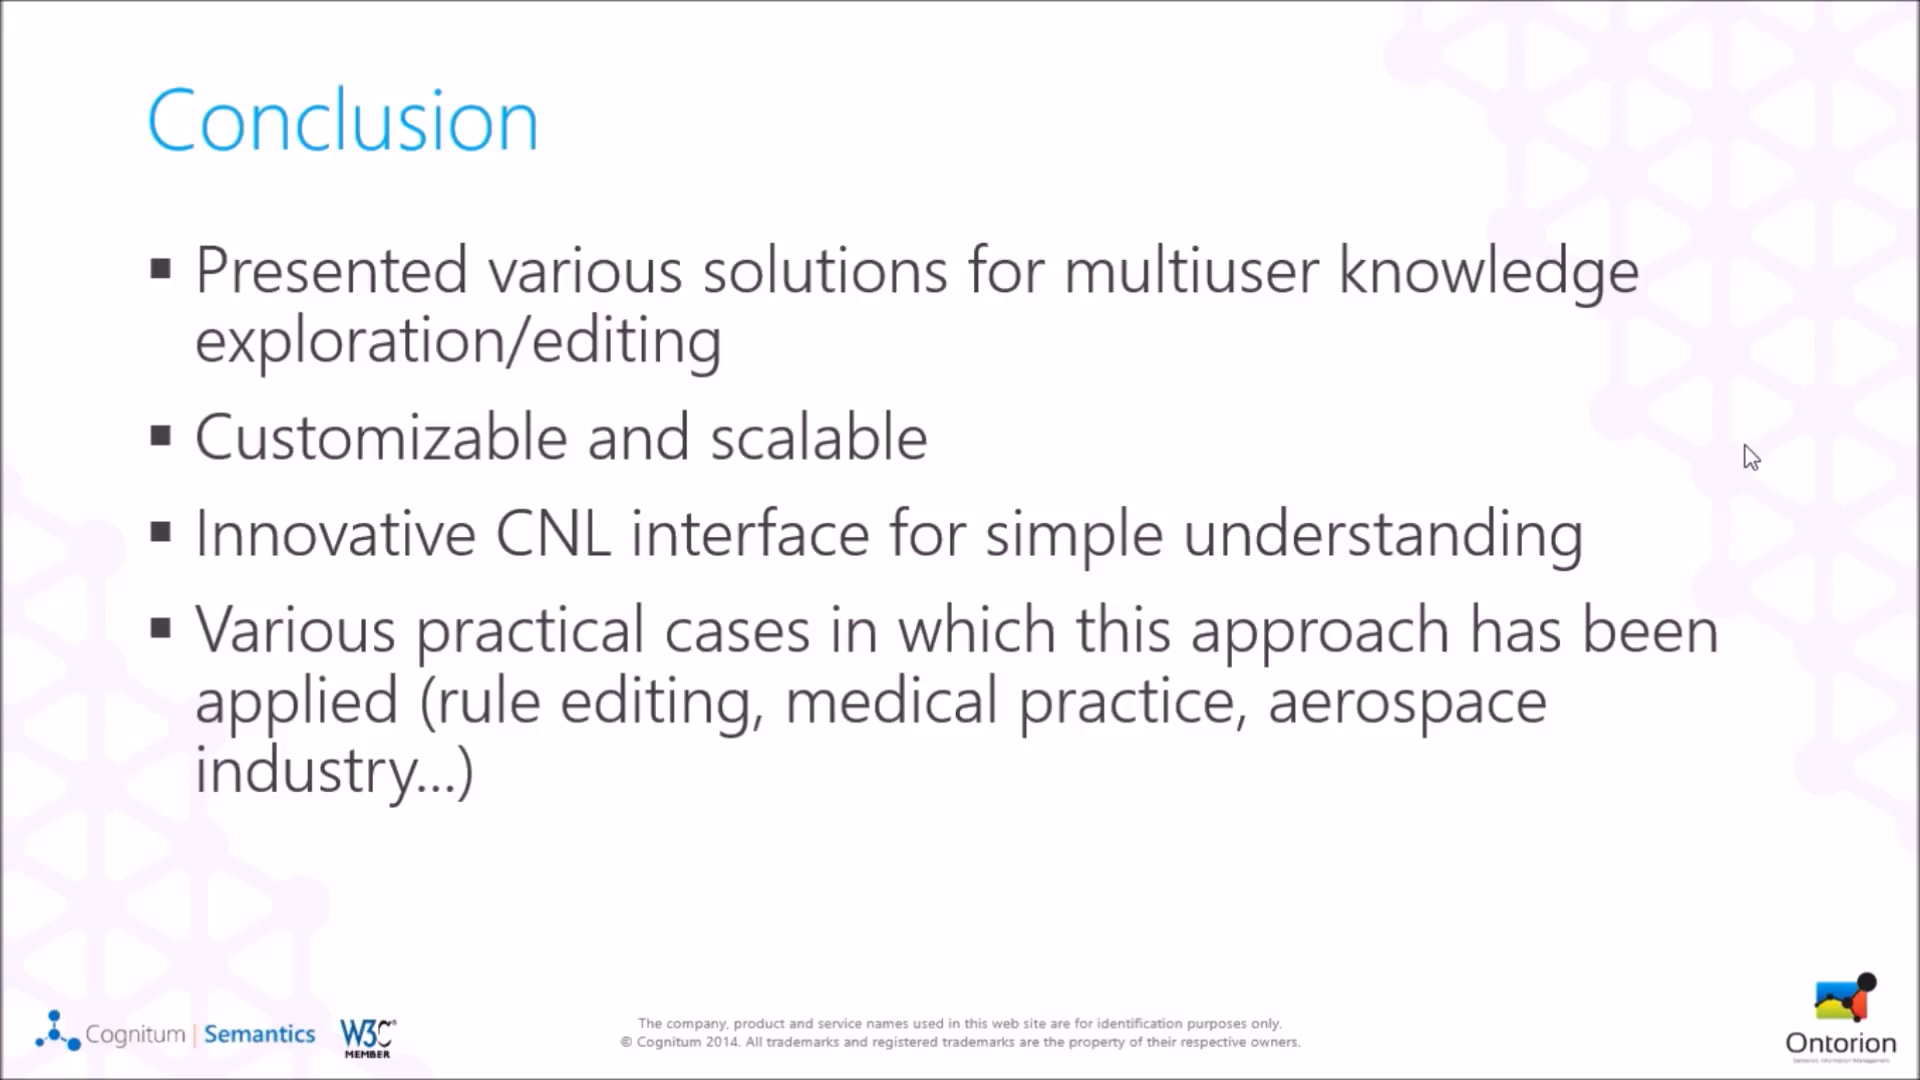 Conclusion
▪ Presented various solutions for multiuser knowledge
exploration/editing
▪ Customizable and scalable
▪ Innovative CNL interface for simple understanding
▪ Various practical cases in which this approach has been
applied (rule editing, medical practice, aerospace
industry...)
Cognitum | Semantics
W3C®
MEMBER
The company, product and service names used in this web site are for identification purposes only.
© Cognitum 2014. All trademarks and registered trademarks are the property of their respective owners.
Ontorion
Semantic Information Management